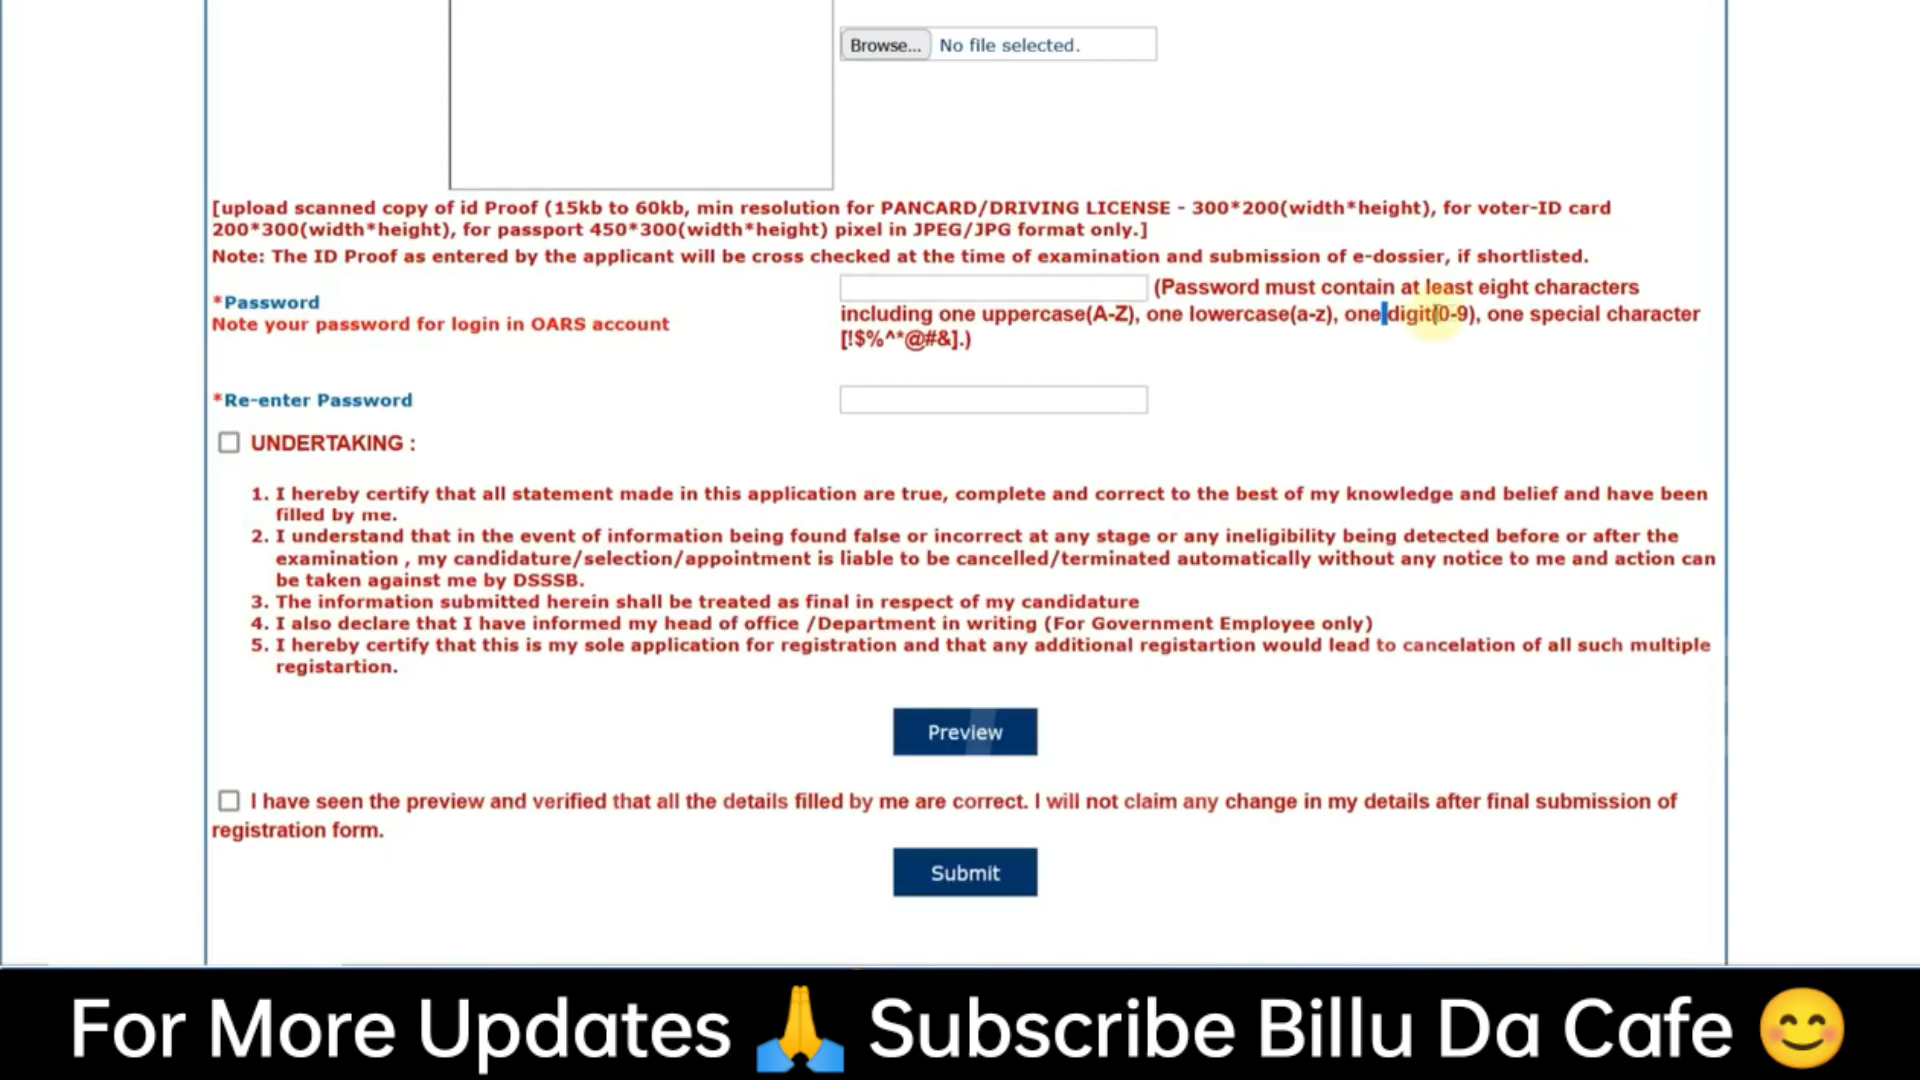 Browse... No file selected.
[upload scanned copy of id Proof (15kb to 60kb, min resolution for PANCARD/DRIVING LICENSE - 300*200(width*height), for voter-ID card
200*300(width*height), for passport 450*300(width*height) pixel in JPEG/JPG format only.]
Note: The ID Proof as entered by the applicant will be cross checked at the time of examination and submission of e-dossier, if shortlisted.
*Password
Note your password for login in OARS account
(Password must contain at least eight characters
including one uppercase(A-Z), one lowercase(a-z), one digit(0-9), one special character
[!$%^*@#&].)
*Re-enter Password
UNDERTAKING :
1. I hereby certify that all statement made in this application are true, complete and correct to the best of my knowledge and belief and have been
filled by me.
2. I understand that in the event of information being found false or incorrect at any stage or any ineligibility being detected before or after the
examination , my candidature/selection/appointment is liable to be cancelled/terminated automatically without any notice to me and action can
be taken against me by DSSSB.
3. The information submitted herein shall be treated as final in respect of my candidature
4. I also declare that I have informed my head of office /Department in writing (For Government Employee only)
5. I hereby certify that this is my sole application for registration and that any additional registartion would lead to cancelation of all such multiple
registartion.
Preview
I have seen the preview and verified that all the details filled by me are correct. I will not claim any change in my details after final submission of
registration form.
Submit
For More Updates 🙏 Subscribe Billu Da Cafe 😊